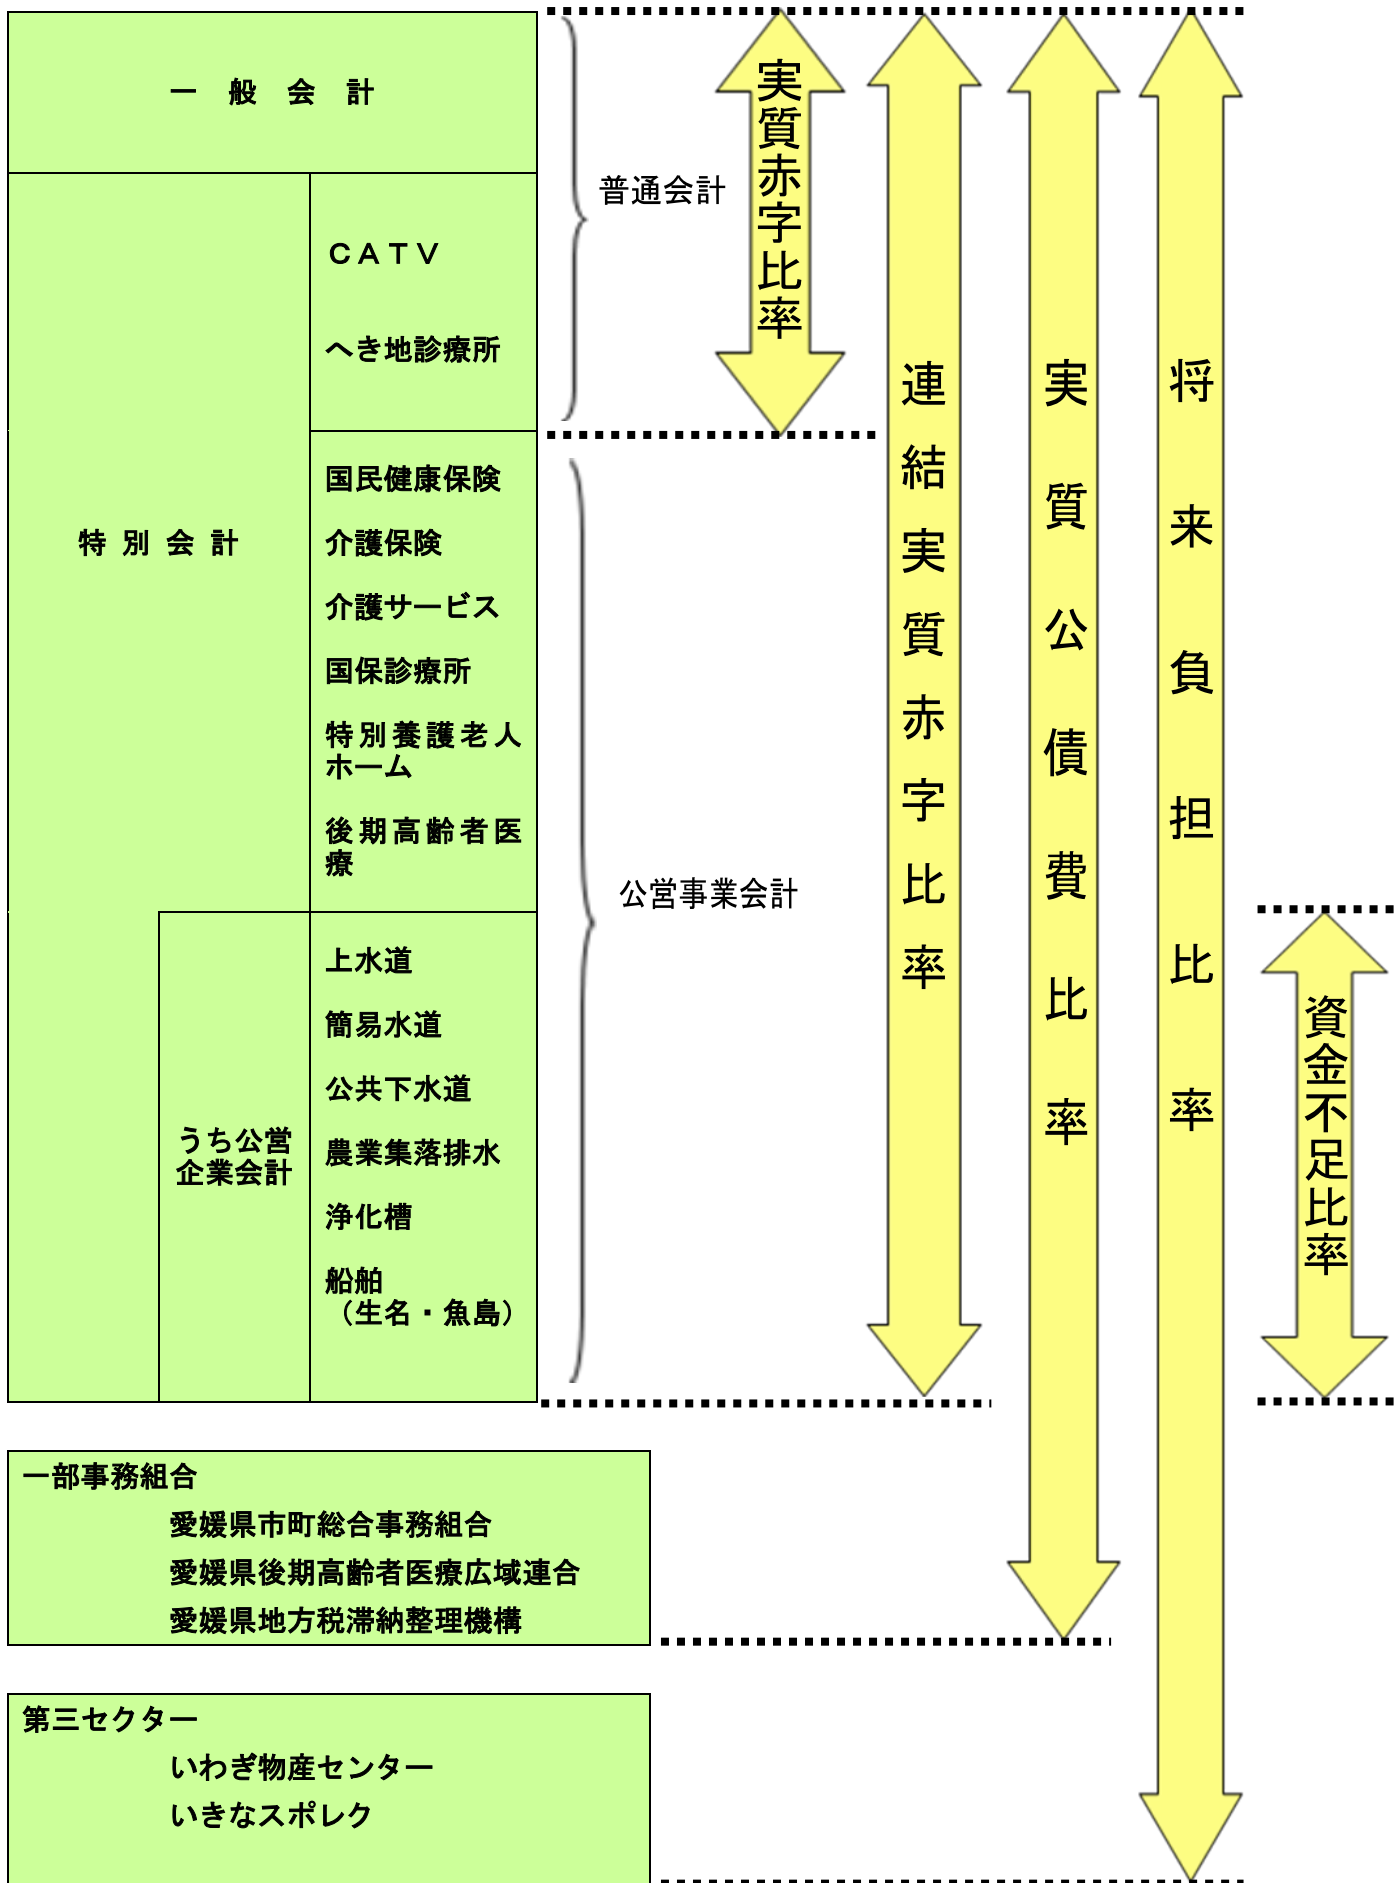 一　般　会　計
特 別 会 計
ＣＡＴＶ
へき地診療所
国民健康保険
介護保険
介護サービス
国保診療所
特別養護老人
ホーム
後期高齢者医
療
うち公営
企業会計
上水道
簡易水道
公共下水道
農業集落排水
浄化槽
船舶
（生名・魚島）
普通会計
公営事業会計
実質赤字比率
連結実質赤字比率
実質公債費比率
将来負担比率
資金不足比率
一部事務組合
愛媛県市町総合事務組合
愛媛県後期高齢者医療広域連合
愛媛県地方税滞納整理機構
第三セクター
いわぎ物産センター
いきなスポレク